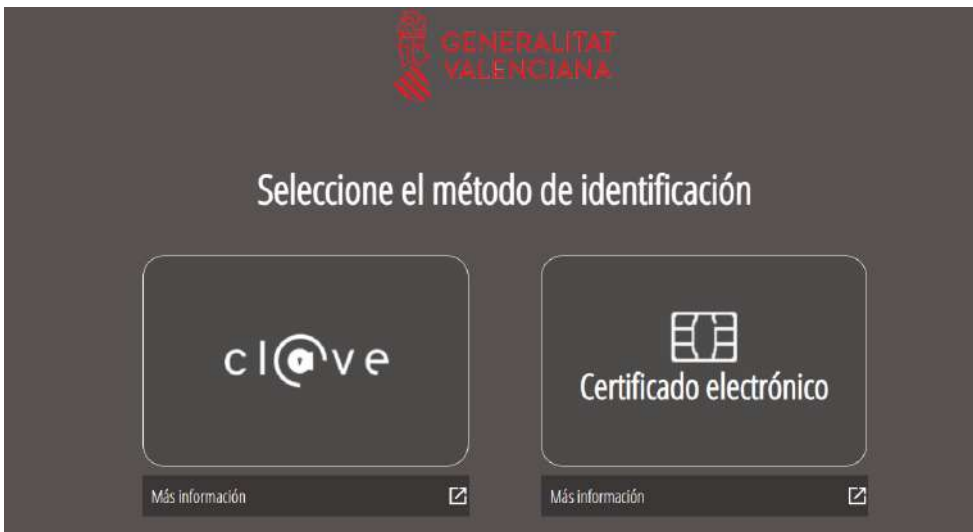 GENERALITAT
VALENCIANA
Seleccione el método de identificación
cl@ve
Certificado electrónico
Más información
Más información